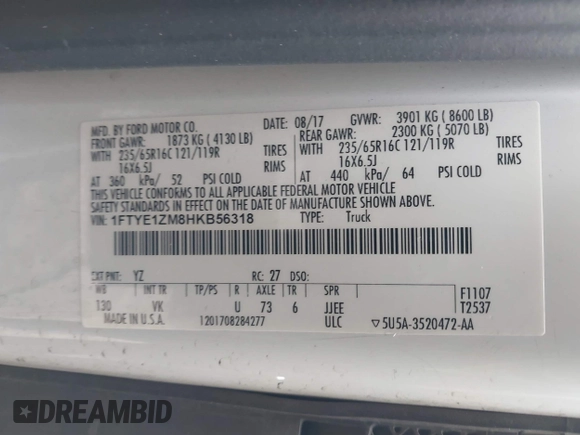 MFD. BY FORD MOTOR CO.
08/17 GVWR: 3901 KG ( 8600 LB)
FRONT GAWR: 1873 KG ( 4130 LB) REAR GAWR: 2300 KG ( 5070 LB)
WITH 235/65R16C 121/119R TIRES WITH 235/65R16C 121/119R TIRES
16X6.5J RIMS 16X6.5J RIMS
AT 360 kPa/ 52 PSI COLD AT 440 kPa/ 64 PSI COLD
THIS VEHICLE CONFORMS TO ALL APPLICABLE FEDERAL MOTOR VEHICLE
SAFETY STANDARDS IN EFFECT ON THE DATE OF MANUFACTURE SHOWN ABOVE.
VIN: 1FTYE1ZM8HKB56318 TYPE: Truck
EXT PNT: YZ RC: 27 DSO:
WB INT TR TP/PS R AXLE TR SPR F1107
130 VK U 73 6 JJEE T2537
MADE IN U.S.A. 1201708284277 ULC ▽5U5A-3520472-AA
DREAMBID